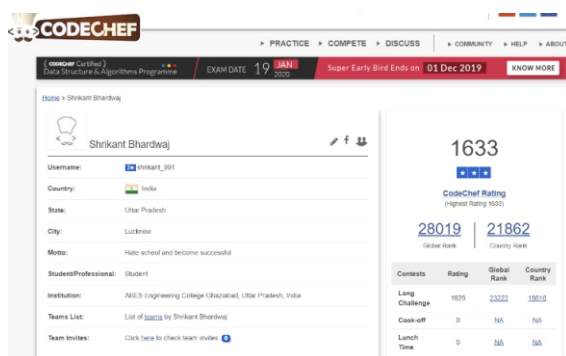 CODECHEF
PRACTICE COMPETE DISCUSS COMMUNITY HELP ABOUT
CODECHEF Certified
Data Structure & Algorithms Programme
EXAM DATE 19 JAN 2020
Super Early Bird Ends on 01 Dec 2019
KNOW MORE
Home » Shrikant Bhardwaj
Shrikant Bhardwaj
Username: shrikant_991
Country: India
State: Uttar Pradesh
City: Lucknow
Motto: Hate school and become successful
Student/Professional: Student
Institution: ABES Engineering College Ghaziabad, Uttar Pradesh, India
Teams List: List of teams by Shrikant Bhardwaj
Team Invites: Click here to check team invites 0
1633
CodeChef Rating
(Highest Rating 1633)
28019 21862
Global Rank Country Rank
Contests Rating Global Rank Country Rank
Long Challenge 1629 23222 18616
Cook-off 0 NA NA
Lunch Time 0 NA NA